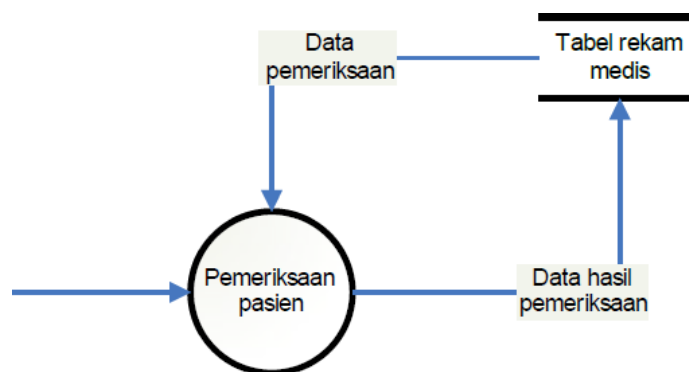 Data
pemeriksaan
Tabel rekam
medis
Pemeriksaan
pasien
Data hasil
pemeriksaan